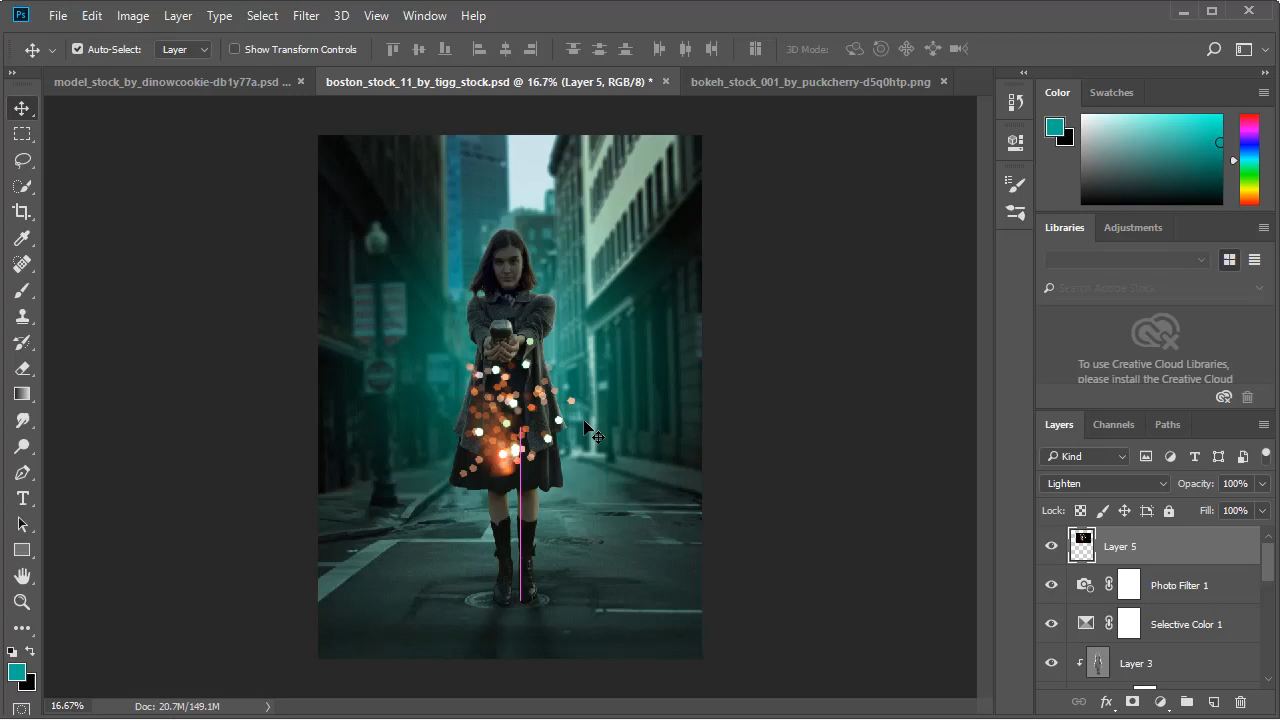 Ps File Edit Image Layer Type Select Filter 3D View Window Help
Auto-Select: Layer Show Transform Controls 3D Mode:
model_stock_by_dinowcookie-db1y77a.psd ... × boston_stock_11_by_tigg_stock.psd @ 16.7% (Layer 5, RGB/8) * × bokeh_stock_001_by_puckcherry-d5q0htp.png ×
Color Swatches
Libraries Adjustments
Search Adobe Stock
To use Creative Cloud Libraries,
please install the Creative Cloud
Layers Channels Paths
Kind
Lighten Opacity: 100%
Lock: Fill: 100%
Layer 5
Photo Filter 1
Selective Color 1
Layer 3
16.67% Doc: 20.7M/149.1M